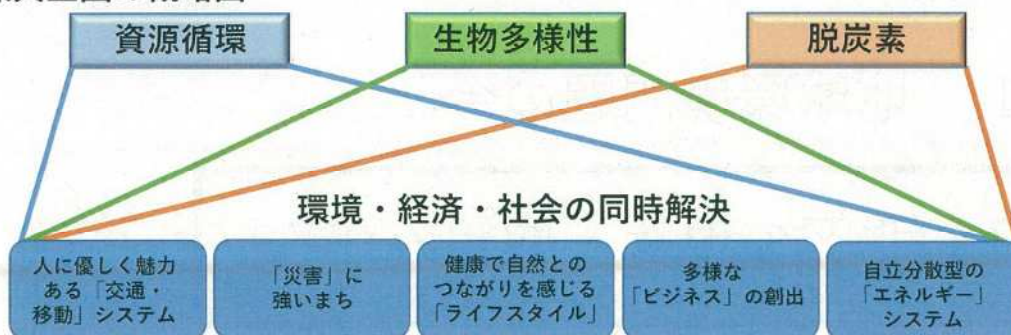 資源循環
生物多様性
脱炭素
環境・経済・社会の同時解決
人に優しく魅力
ある「交通・
移動」システム
「災害」に
強いまち
健康で自然との
つながりを感じる
「ライフスタイル」
多様な
「ビジネス」の創出
自立分散型の
「エネルギー」
システム